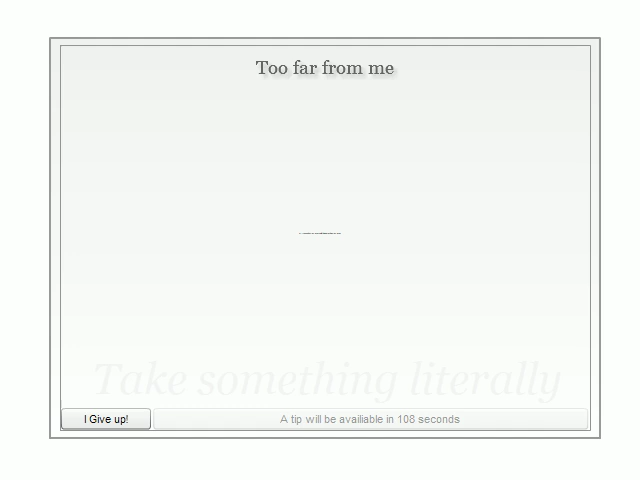 Too far from me
Take something literally
I Give up!
A tip will be availiable in 108 seconds